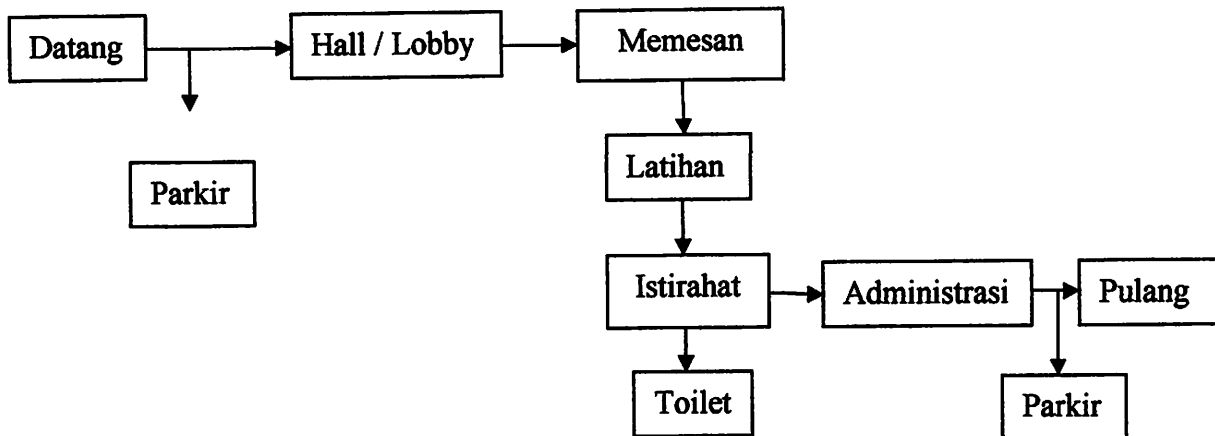 Datang
Hall / Lobby
Memesan
Parkir
Latihan
Istirahat
Administrasi
Pulang
Toilet
Parkir